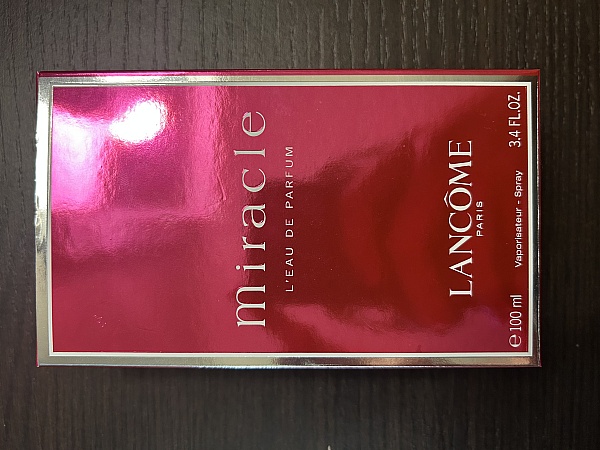 miracle
L'EAU DE PARFUM
LANCÔME
PARIS
Vaporisateur - Spray
℮ 100 ml 3.4 FL.OZ.